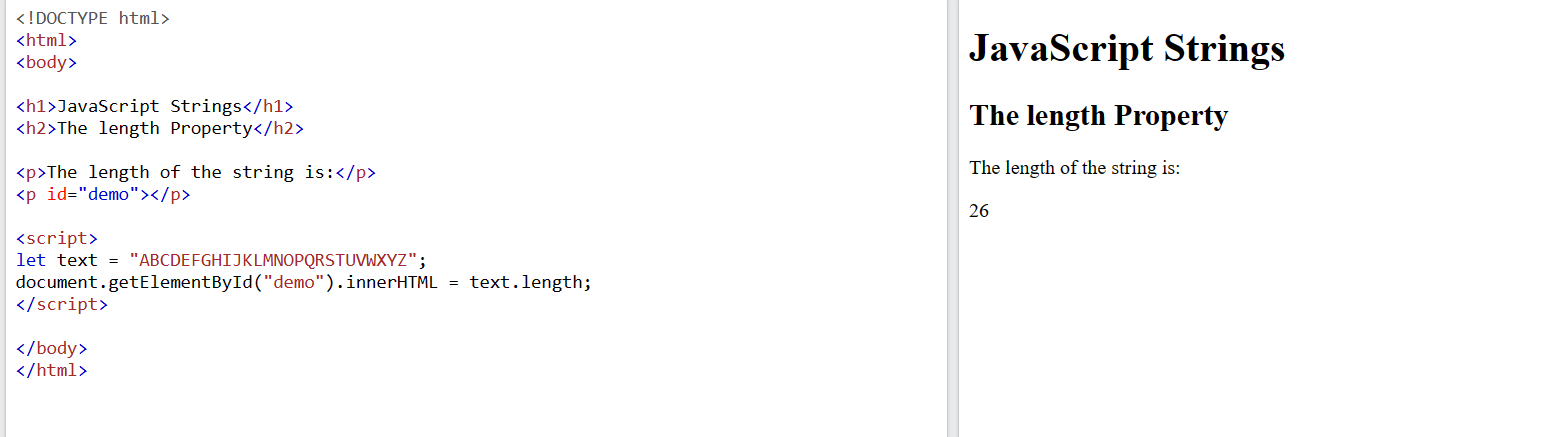 <!DOCTYPE html>
<html>
<body>
<h1>JavaScript Strings</h1>
<h2>The length Property</h2>
<p>The length of the string is:</p>
<p id="demo"></p>
<script>
let text = "ABCDEFGHIJKLMNOPQRSTUVWXYZ";
document.getElementById("demo").innerHTML = text.length;
</script>
</body>
</html>
JavaScript Strings
The length Property
The length of the string is:
26